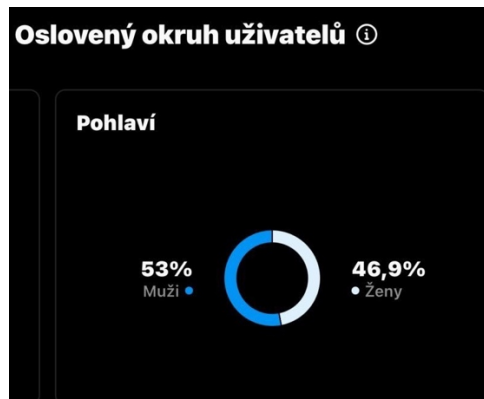 Oslovený okruh uživatelů
Pohlaví
53%
Muži
46,9%
Ženy